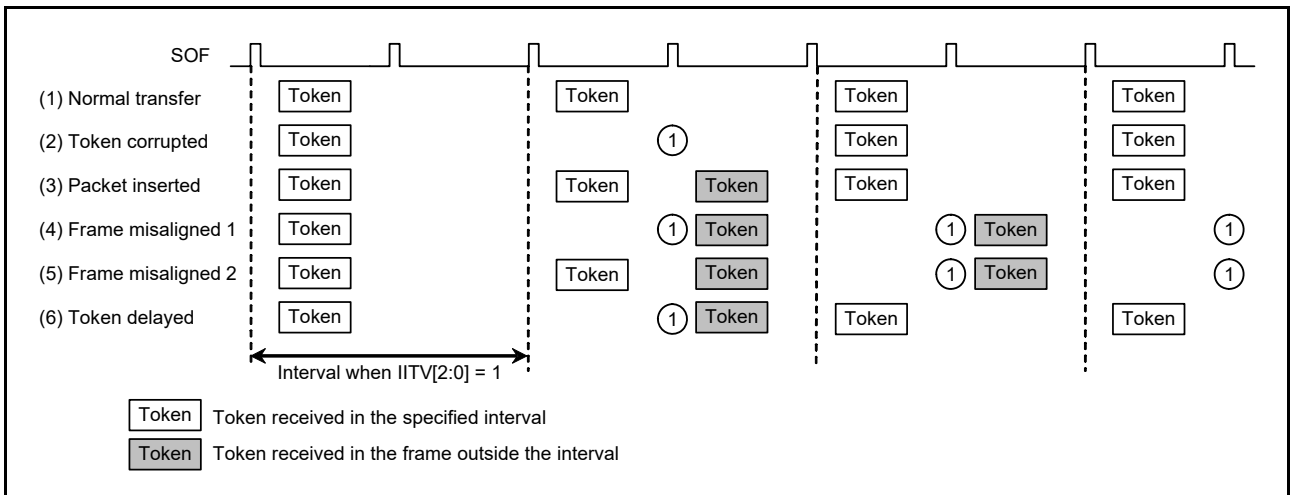 SOF
(1) Normal transfer Token Token Token Token
(2) Token corrupted Token 1 Token Token
(3) Packet inserted Token Token Token Token Token
(4) Frame misaligned 1 Token 1 Token 1 Token 1
(5) Frame misaligned 2 Token Token Token 1 Token 1
(6) Token delayed Token 1 Token Token Token
Interval when IITV[2:0] = 1
Token Token received in the specified interval
Token Token received in the frame outside the interval